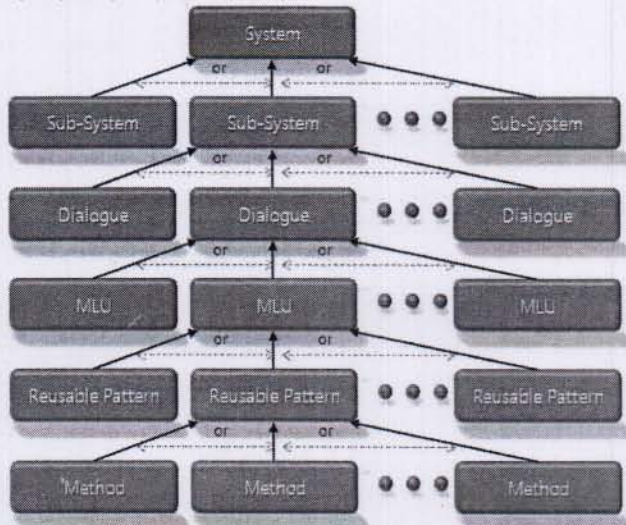 System
or or
Sub-System Sub-System Sub-System
or or
Dialogue Dialogue Dialogue
or or
MLU MLU MLU
or or
Reusable Pattern Reusable Pattern Reusable Pattern
or or
Method Method Method